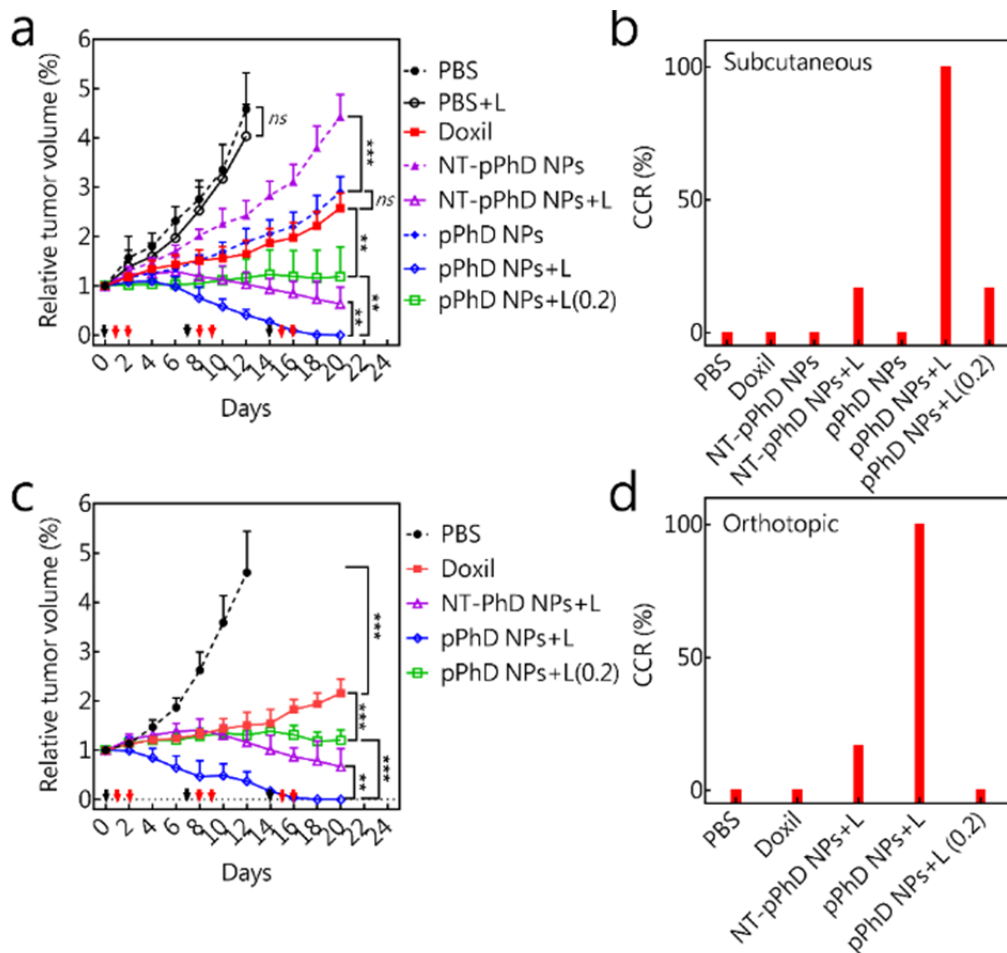 a
Relative tumor volume (%)
6
5
4
3
2
1
0
0 2 4 6 8 10 12 14 16 18 20 22 24
Days
ns
***
ns
**
**
**
PBS
PBS+L
Doxil
NT-pPhD NPs
NT-pPhD NPs+L
pPhD NPs
pPhD NPs+L
pPhD NPs+L(0.2)
b
Subcutaneous
CCR (%)
100
50
0
PBS
Doxil
NT-pPhD NPs
NT-pPhD NPs+L
pPhD NPs
pPhD NPs+L
pPhD NPs+L(0.2)
c
Relative tumor volume (%)
6
5
4
3
2
1
0
0 2 4 6 8 10 12 14 16 18 20 22 24
Days
***
***
***
**
PBS
Doxil
NT-PhD NPs+L
pPhD NPs+L
pPhD NPs+L(0.2)
d
Orthotopic
CCR (%)
100
50
0
PBS
Doxil
NT-pPhD NPs+L
pPhD NPs+L
pPhD NPs+L (0.2)